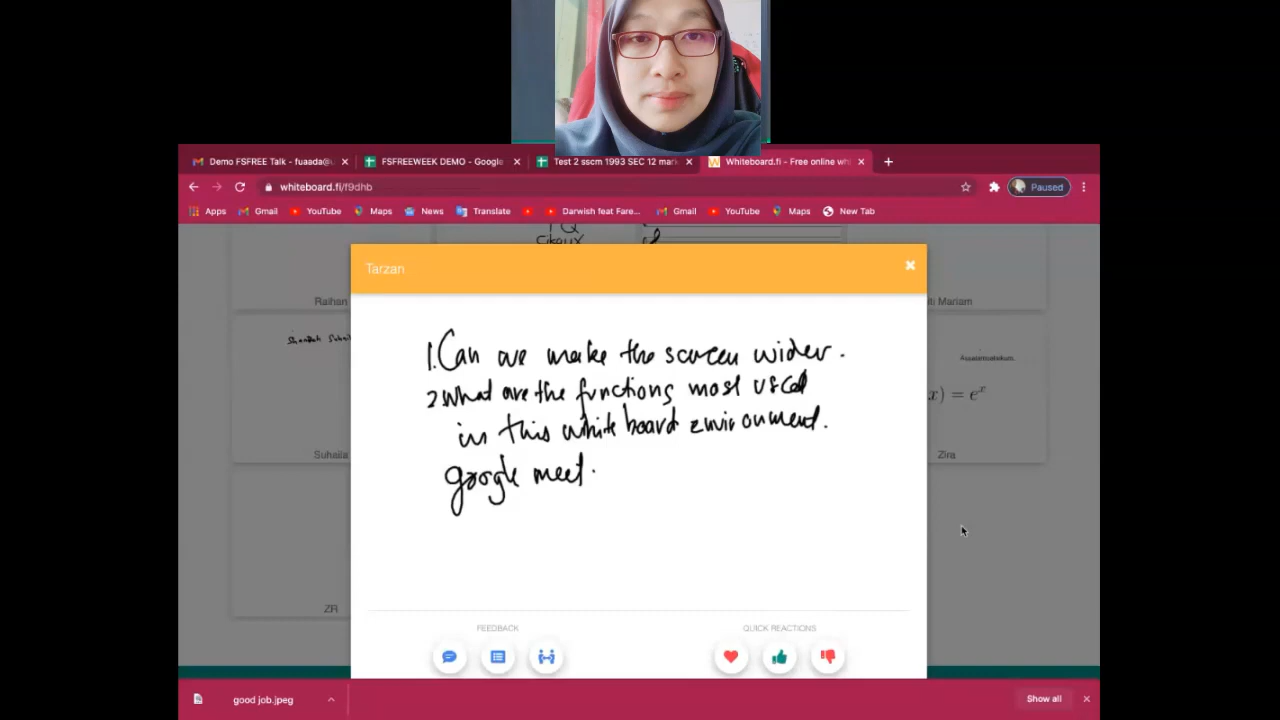 Demo FSFREE Talk - fuaada@
FSFREEWEEK DEMO - Google
Test 2 sscm 1993 SEC 12 mark
Whiteboard.fi - Free online wh
whiteboard.fi/f9dhb
Paused
Apps Gmail YouTube Maps News Translate Darwish feat Fare... Gmail YouTube Maps New Tab
Tarzan
Raihan
iti Mariam
1. Can we make the screen wider.
2 What are the functions most used
in this white board environment.
google meet.
Assalamualaikum..
x) = e^x
Suhaila
Zira
ZR
FEEDBACK
QUICK REACTIONS
good job.jpeg
Show all